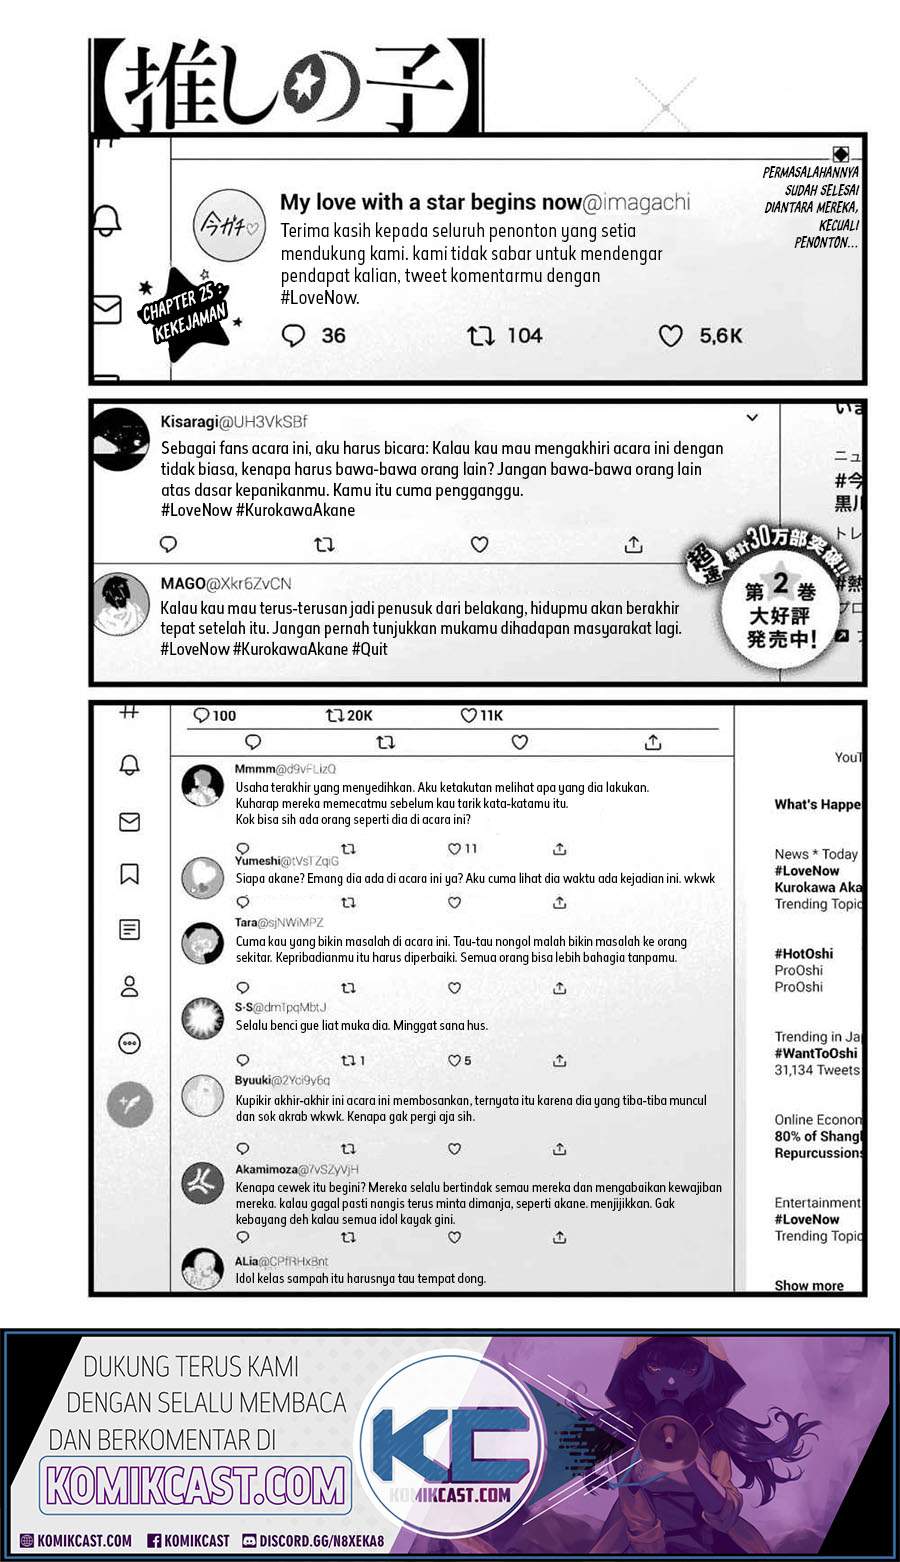 【推しの子】
PERMASALAHANNYA
SUDAH SELESAI
DIANTARA MEREKA,
KECUALI
PENONTON...
今ガチ♡
My love with a star begins now@imagachi
Terima kasih kepada seluruh penonton yang setia
mendukung kami. kami tidak sabar untuk mendengar
pendapat kalian, tweet komentarmu dengan
#LoveNow.
CHAPTER 25 :
KEKEJAMAN
36 104 5,6K
Kisaragi@UH3VkSBf
Sebagai fans acara ini, aku harus bicara: Kalau kau mau mengakhiri acara ini dengan
tidak biasa, kenapa harus bawa-bawa orang lain? Jangan bawa-bawa orang lain
atas dasar kepanikanmu. Kamu itu cuma pengganggu.
#LoveNow #KurokawaAkane
MAGO@Xkr6ZvCN
Kalau kau mau terus-terusan jadi penusuk dari belakang, hidupmu akan berakhir
tepat setelah itu. Jangan pernah tunjukkan mukamu dihadapan masyarakat lagi.
#LoveNow #KurokawaAkane #Quit
ニュ
#今
黒川
トレ
#熱
プロ
超速
累計30万部突破!!
第2巻
大好評
発売中!
100 20K 11K
Mmmm@d9vFLizQ
Usaha terakhir yang menyedihkan. Aku ketakutan melihat apa yang dia lakukan.
Kuharap mereka memecatmu sebelum kau tarik kata-katamu itu.
Kok bisa sih ada orang seperti dia di acara ini?
11
Yumeshi@tVsTZqiG
Siapa akane? Emang dia ada di acara ini ya? Aku cuma lihat dia waktu ada kejadian ini. wkwk
Tara@sjNWiMPZ
Cuma kau yang bikin masalah di acara ini. Tau-tau nongol malah bikin masalah ke orang
sekitar. Kepribadianmu itu harus diperbaiki. Semua orang bisa lebih bahagia tanpamu.
S-S@dmTpqMbtJ
Selalu benci gue liat muka dia. Minggat sana hus.
1 5
Byuuki@2Yci9y6q
Kupikir akhir-akhir ini acara ini membosankan, ternyata itu karena dia yang tiba-tiba muncul
dan sok akrab wkwk. Kenapa gak pergi aja sih.
Akamimoza@7vSZyVjH
Kenapa cewek itu begini? Mereka selalu bertindak semau mereka dan mengabaikan kewajiban
mereka. kalau gagal pasti nangis terus minta dimanja, seperti akane. menjijikkan. Gak
kebayang deh kalau semua idol kayak gini.
ALia@CPfRHxBnt
Idol kelas sampah itu harusnya tau tempat dong.
YouT
What's Happe
News * Today
#LoveNow
Kurokawa Aka
Trending Topic
#HotOshi
ProOshi
ProOshi
Trending in Ja
#WantToOshi
31,134 Tweets
Online Econom
80% of Shangl
Repurcussions
Entertainment
#LoveNow
Trending Topic
Show more
DUKUNG TERUS KAMI
DENGAN SELALU MEMBACA
DAN BERKOMENTAR DI
KOMIKCAST.COM
KC
KOMIKCAST.COM
KOMIKCAST.COM KOMIKCAST DISCORD.GG/N8XEKA8